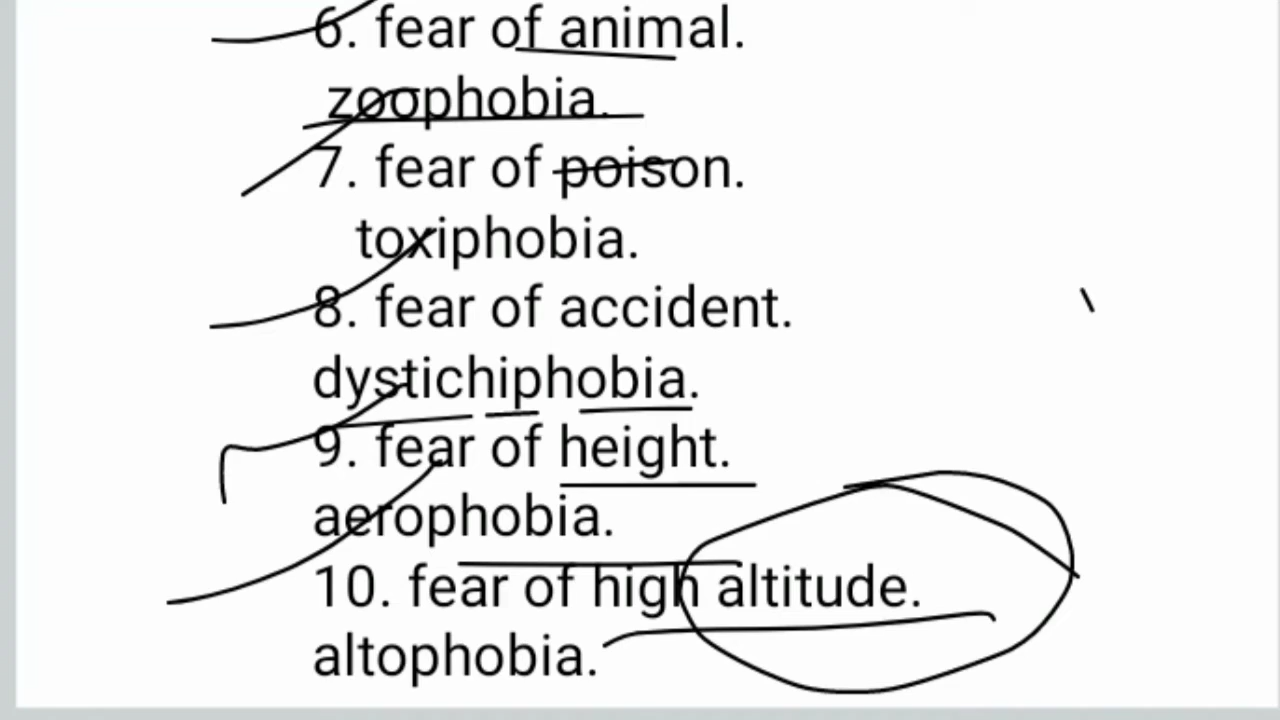 6. fear of animal.
zoophobia.
7. fear of poison.
toxiphobia.
8. fear of accident.
dystichiphobia.
9. fear of height.
aerophobia.
10. fear of high altitude.
altophobia.